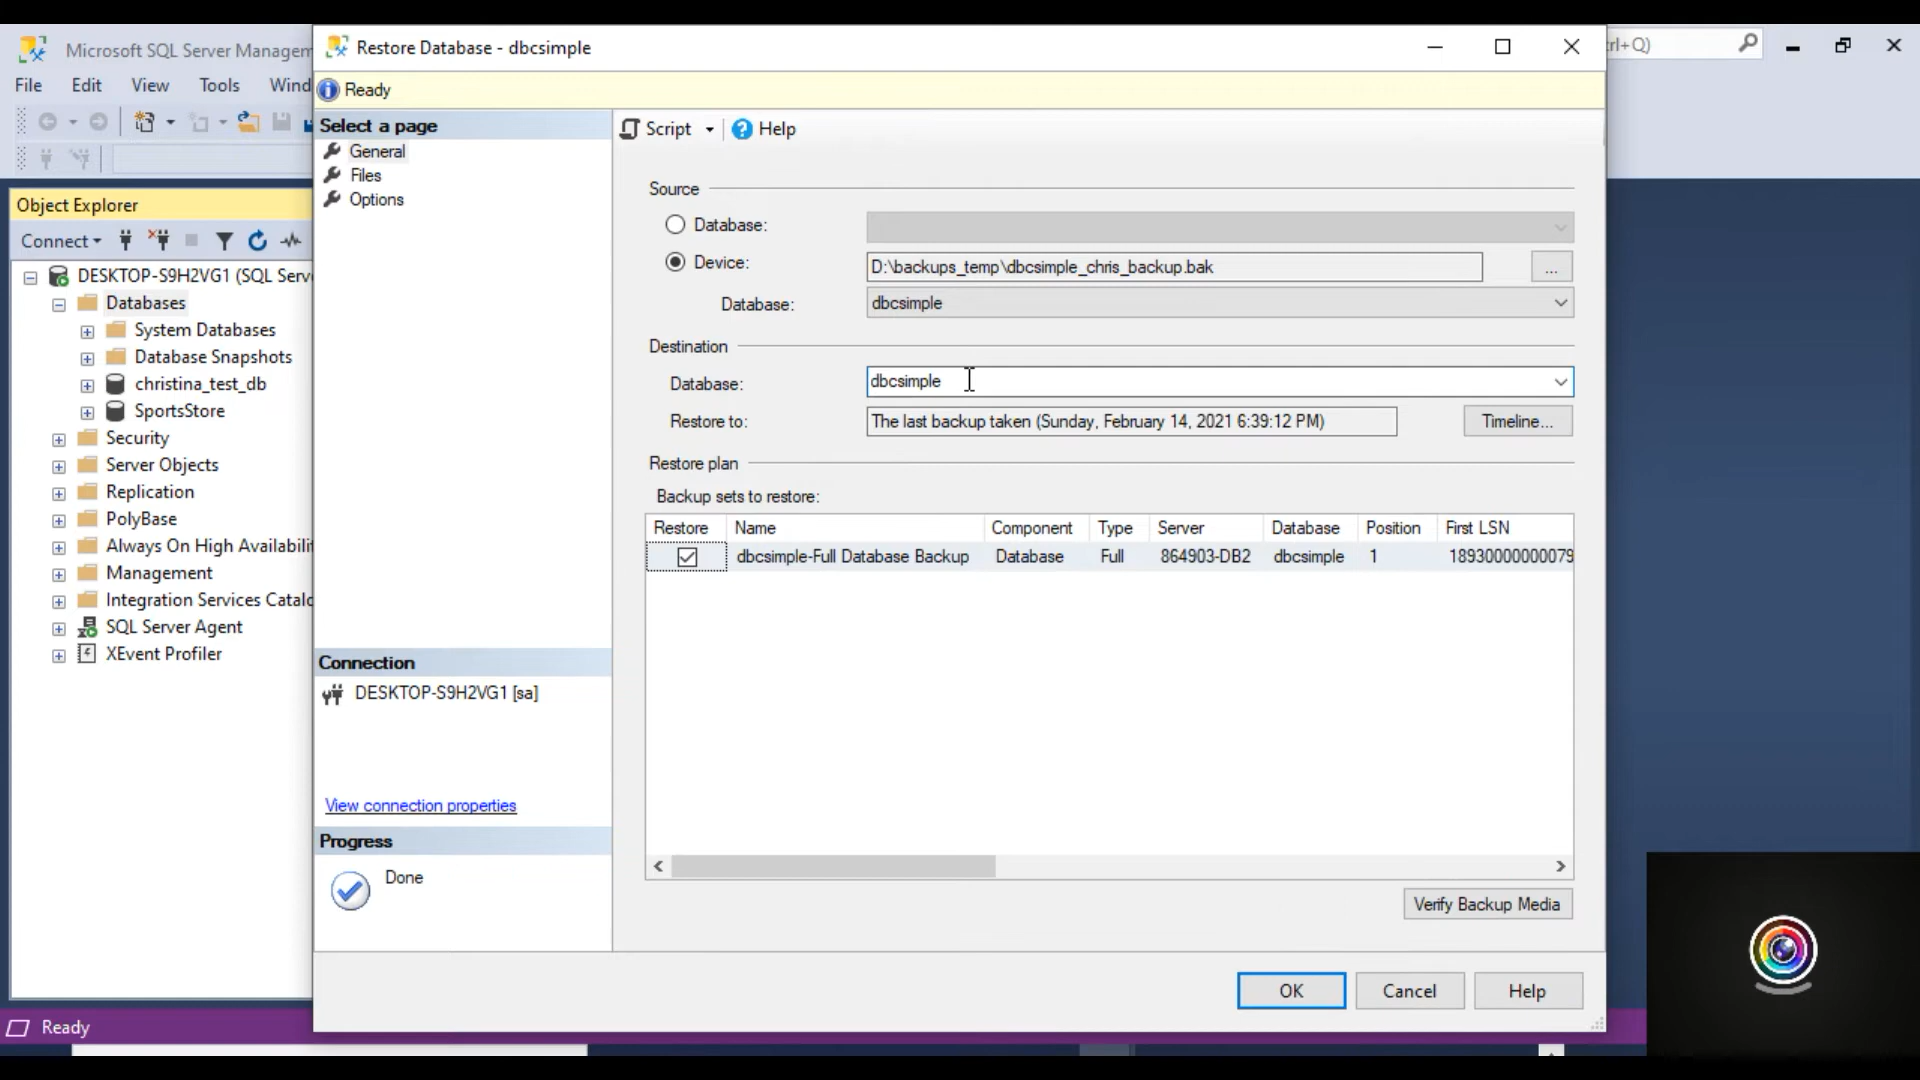 Microsoft SQL Server Managem
File Edit View Tools Wind
Object Explorer
Connect
DESKTOP-S9H2VG1 (SQL Serv
Databases
System Databases
Database Snapshots
christina_test_db
SportsStore
Security
Server Objects
Replication
PolyBase
Always On High Availabilit
Management
Integration Services Catalo
SQL Server Agent
XEvent Profiler
Ready
Restore Database - dbcsimple
Ready
Select a page
General
Files
Options
Connection
DESKTOP-S9H2VG1 [sa]
View connection properties
Progress
Done
Script Help
Source
Database:
Device: D:\backups_temp\dbcsimple_chris_backup.bak ...
Database: dbcsimple
Destination
Database: dbcsimple
Restore to: The last backup taken (Sunday, February 14, 2021 6:39:12 PM) Timeline...
Restore plan
Backup sets to restore:
Restore Name Component Type Server Database Position First LSN
dbcsimple-Full Database Backup Database Full 864903-DB2 dbcsimple 1 18930000000079
Verify Backup Media
OK Cancel Help
trl+Q)